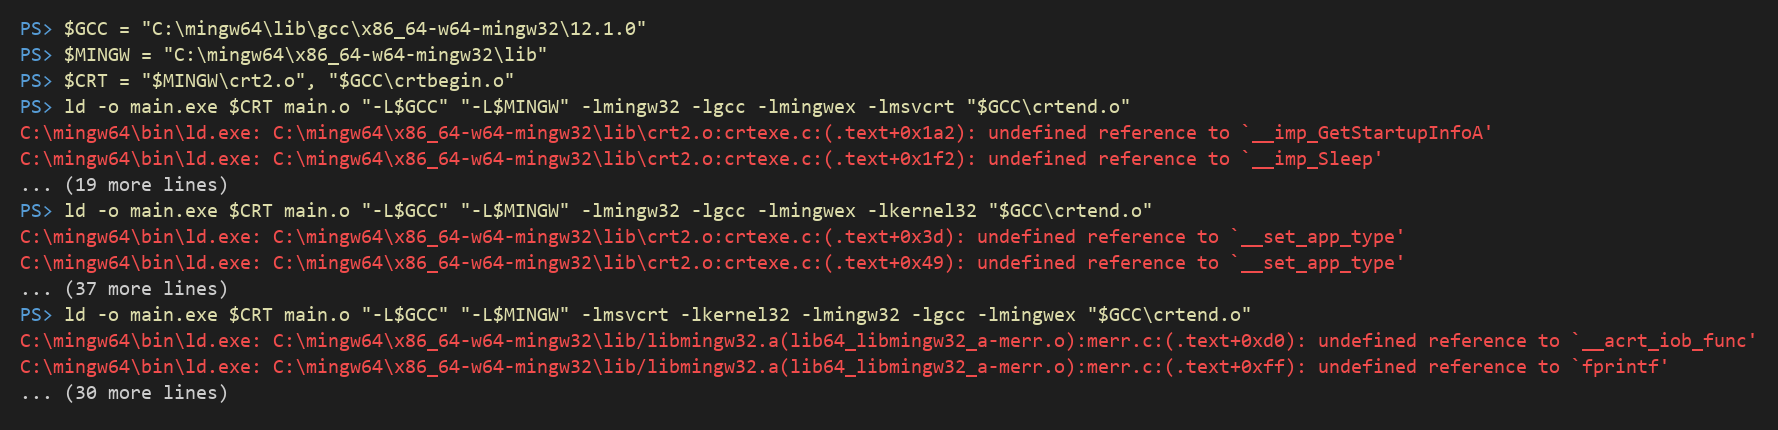 PS> $GCC = "C:\mingw64\lib\gcc\x86_64-w64-mingw32\12.1.0"
PS> $MINGW = "C:\mingw64\x86_64-w64-mingw32\lib"
PS> $CRT = "$MINGW\crt2.o", "$GCC\crtbegin.o"
PS> ld -o main.exe $CRT main.o "-L$GCC" "-L$MINGW" -lmingw32 -lgcc -lmingwex -lmsvcrt "$GCC\crtend.o"
C:\mingw64\bin\ld.exe: C:\mingw64\x86_64-w64-mingw32\lib\crt2.o:crtexe.c:(.text+0x1a2): undefined reference to `__imp_GetStartupInfoA'
C:\mingw64\bin\ld.exe: C:\mingw64\x86_64-w64-mingw32\lib\crt2.o:crtexe.c:(.text+0x1f2): undefined reference to `__imp_Sleep'
... (19 more lines)
PS> ld -o main.exe $CRT main.o "-L$GCC" "-L$MINGW" -lmingw32 -lgcc -lmingwex -lkernel32 "$GCC\crtend.o"
C:\mingw64\bin\ld.exe: C:\mingw64\x86_64-w64-mingw32\lib\crt2.o:crtexe.c:(.text+0x3d): undefined reference to `__set_app_type'
C:\mingw64\bin\ld.exe: C:\mingw64\x86_64-w64-mingw32\lib\crt2.o:crtexe.c:(.text+0x49): undefined reference to `__set_app_type'
... (37 more lines)
PS> ld -o main.exe $CRT main.o "-L$GCC" "-L$MINGW" -lmsvcrt -lkernel32 -lmingw32 -lgcc -lmingwex "$GCC\crtend.o"
C:\mingw64\bin\ld.exe: C:\mingw64\x86_64-w64-mingw32\lib/libmingw32.a(lib64_libmingw32_a-merr.o):merr.c:(.text+0xd0): undefined reference to `__acrt_iob_func'
C:\mingw64\bin\ld.exe: C:\mingw64\x86_64-w64-mingw32\lib/libmingw32.a(lib64_libmingw32_a-merr.o):merr.c:(.text+0xff): undefined reference to `fprintf'
... (30 more lines)